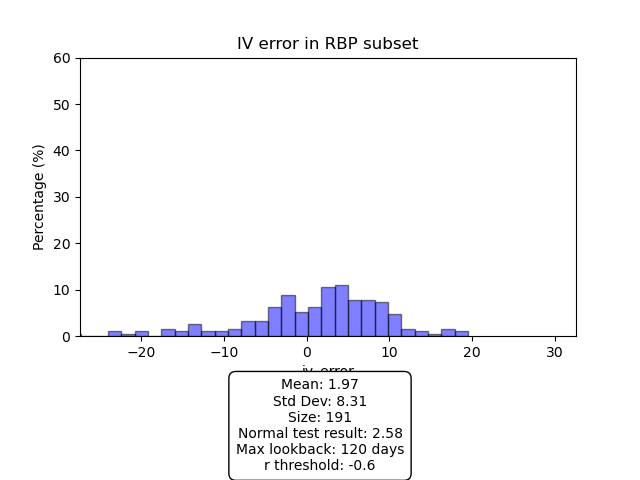 IV error in RBP subset
Percentage (%)
60
50
40
30
20
10
0
−20
−10
0
10
20
30
iv_error
Mean: 1.97
Std Dev: 8.31
Size: 191
Normal test result: 2.58
Max lookback: 120 days
r threshold: -0.6